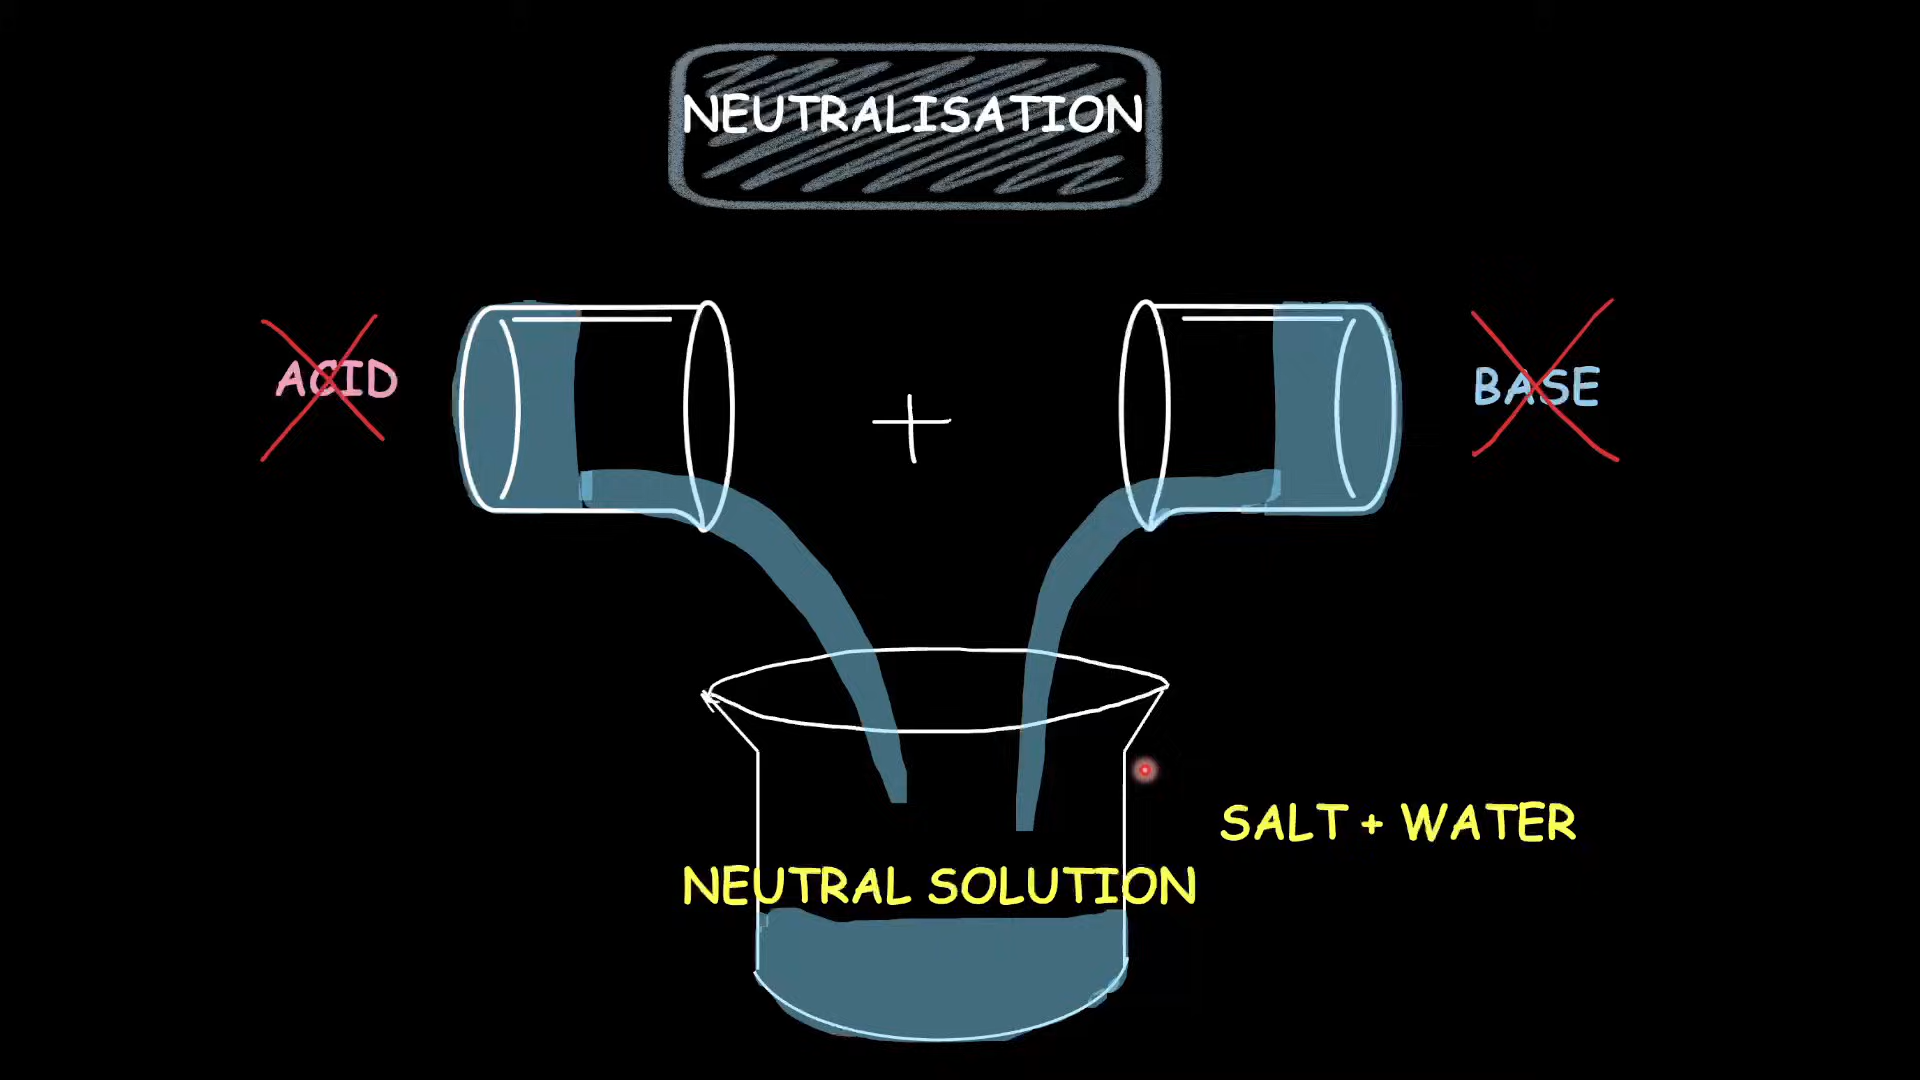 NEUTRALISATION
ACID
+
BASE
SALT + WATER
NEUTRAL SOLUTION